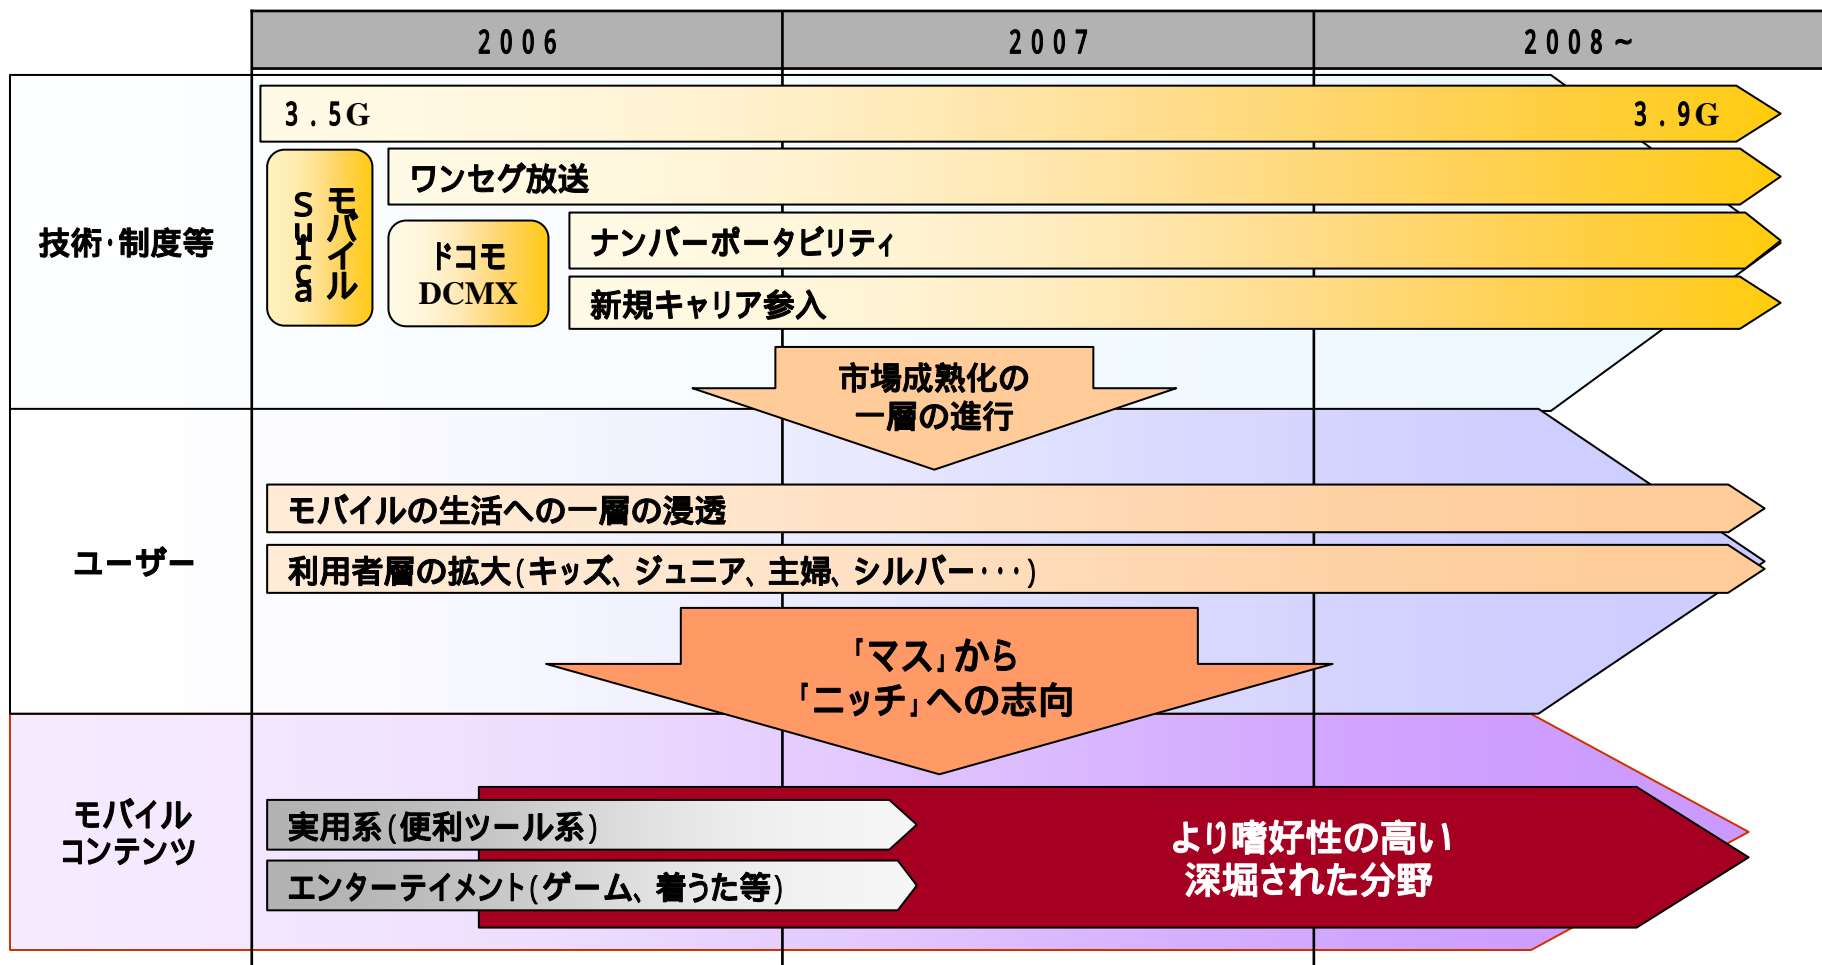 2006
2007
2008~
技術・制度等
3.5G
3.9G
モバイル
Suica
ワンセグ放送
ドコモ
DCMX
ナンバーポータビリティ
新規キャリア参入
市場成熟化の
一層の進行
ユーザー
モバイルの生活への一層の浸透
利用者層の拡大(キッズ、ジュニア、主婦、シルバー・・・)
「マス」から
「ニッチ」への志向
モバイル
コンテンツ
実用系(便利ツール系)
エンターテイメント(ゲーム、着うた等)
より嗜好性の高い
深堀された分野